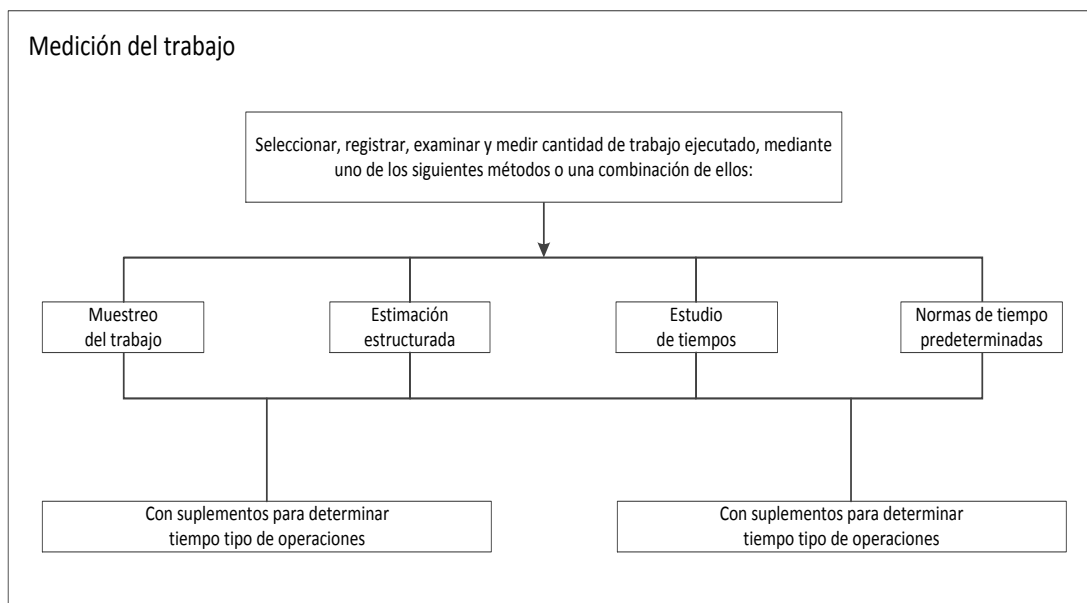 Medición del trabajo
Seleccionar, registrar, examinar y medir cantidad de trabajo ejecutado, mediante
uno de los siguientes métodos o una combinación de ellos:
Muestreo
del trabajo
Estimación
estructurada
Estudio
de tiempos
Normas de tiempo
predeterminadas
Con suplementos para determinar
tiempo tipo de operaciones
Con suplementos para determinar
tiempo tipo de operaciones